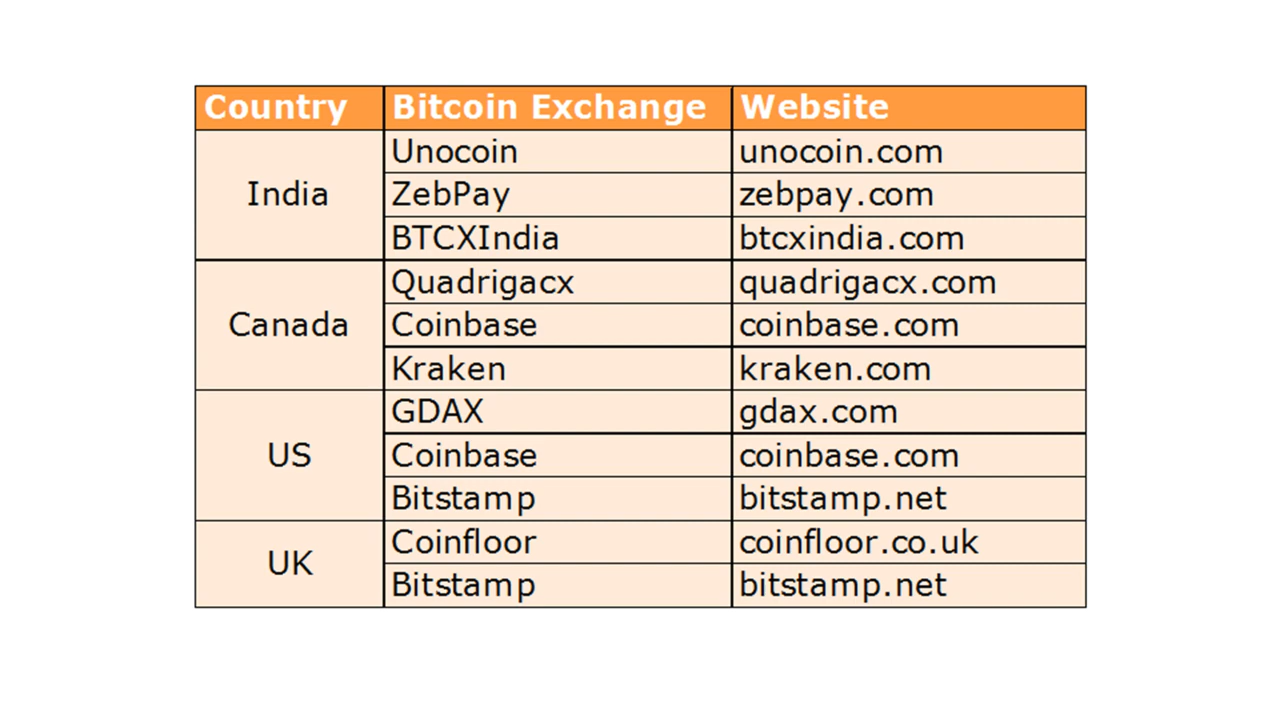 Country Bitcoin Exchange Website
India
Unocoin unocoin.com
ZebPay zebpay.com
BTCXIndia btcxindia.com
Canada
Quadrigacx quadrigacx.com
Coinbase coinbase.com
Kraken kraken.com
US
GDAX gdax.com
Coinbase coinbase.com
Bitstamp bitstamp.net
UK
Coinfloor coinfloor.co.uk
Bitstamp bitstamp.net